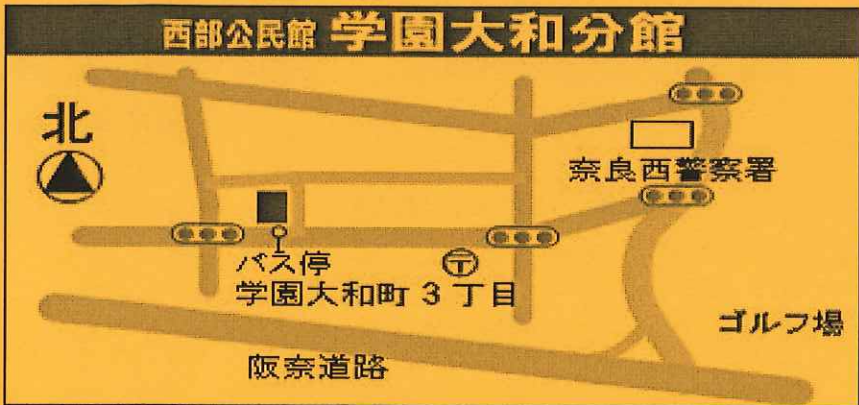 西部公民館 学園大和分館
北
奈良西警察署
バス停
学園大和町 3 丁目
〒
ゴルフ場
阪奈道路